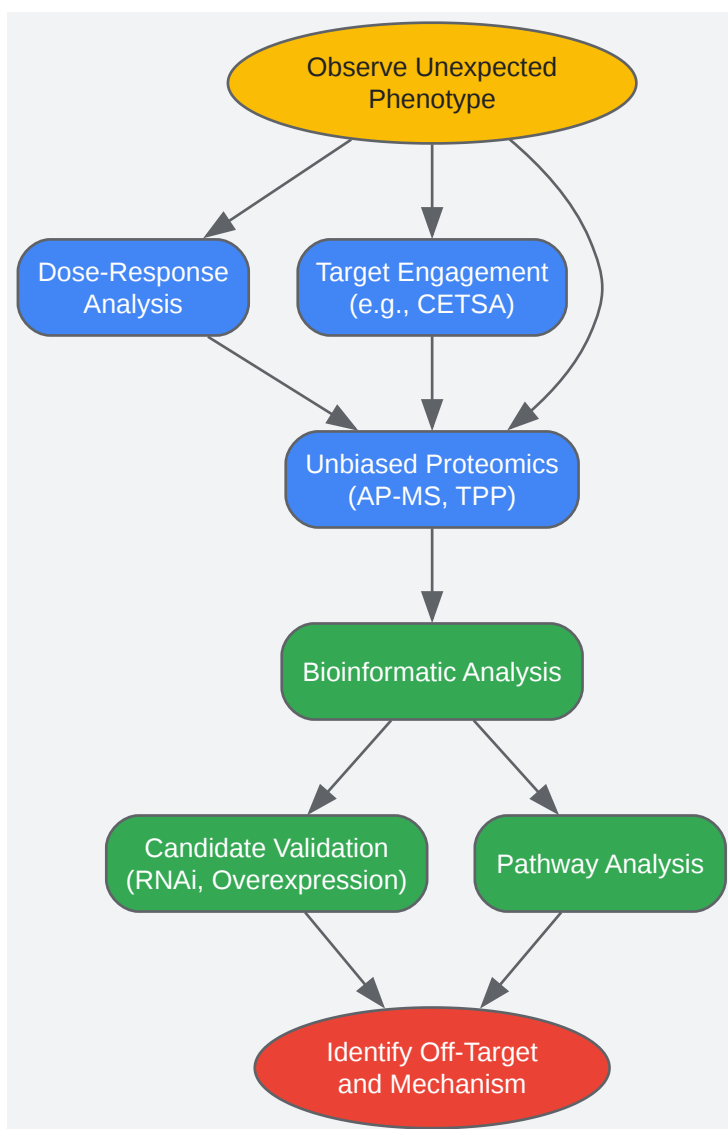 Observe Unexpected
Phenotype
Dose-Response
Analysis
Target Engagement
(e.g., CETSA)
Unbiased Proteomics
(AP-MS, TPP)
Bioinformatic Analysis
Candidate Validation
(RNAi, Overexpression)
Pathway Analysis
Identify Off-Target
and Mechanism